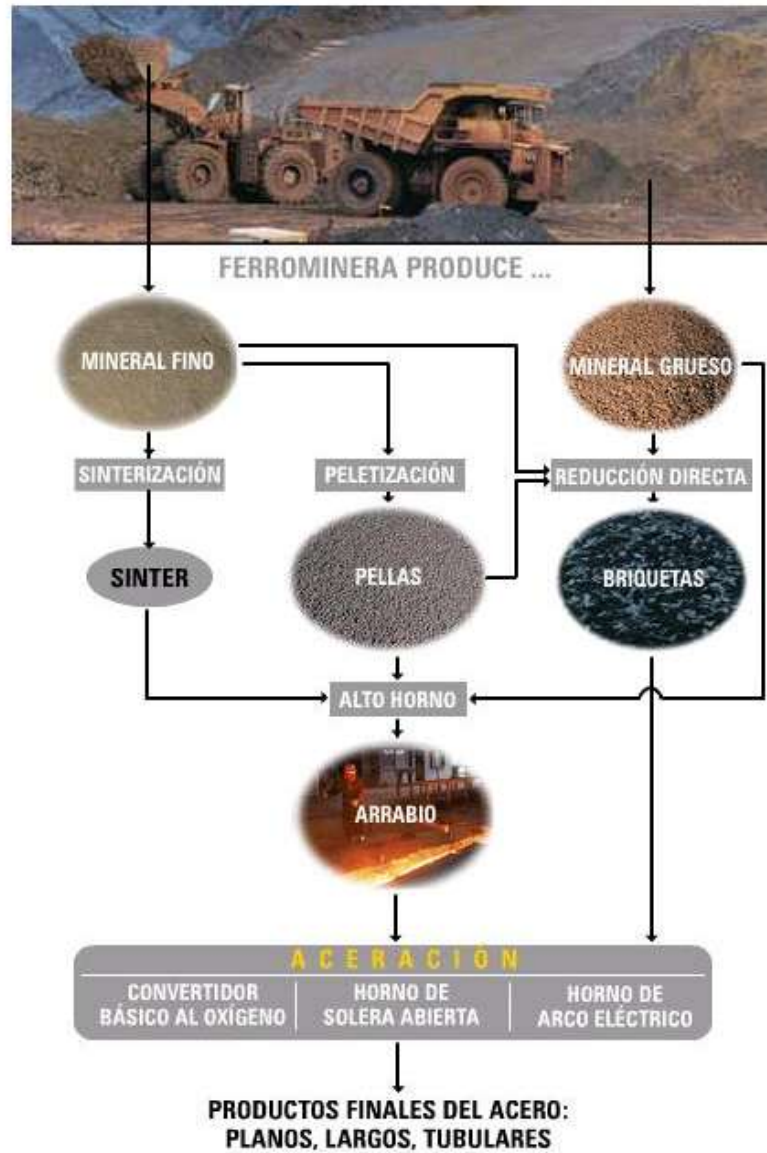 FERROMINERA PRODUCE ...
MINERAL FINO
MINERAL GRUESO
SINTERIZACIÓN
PELETIZACIÓN
REDUCCIÓN DIRECTA
SINTER
PELLAS
BRIQUETAS
ALTO HORNO
ARRABIO
ACERACIÓN
CONVERTIDOR
BÁSICO AL OXÍGENO
HORNO DE
SOLERA ABIERTA
HORNO DE
ARCO ELÉCTRICO
PRODUCTOS FINALES DEL ACERO:
PLANOS, LARGOS, TUBULARES